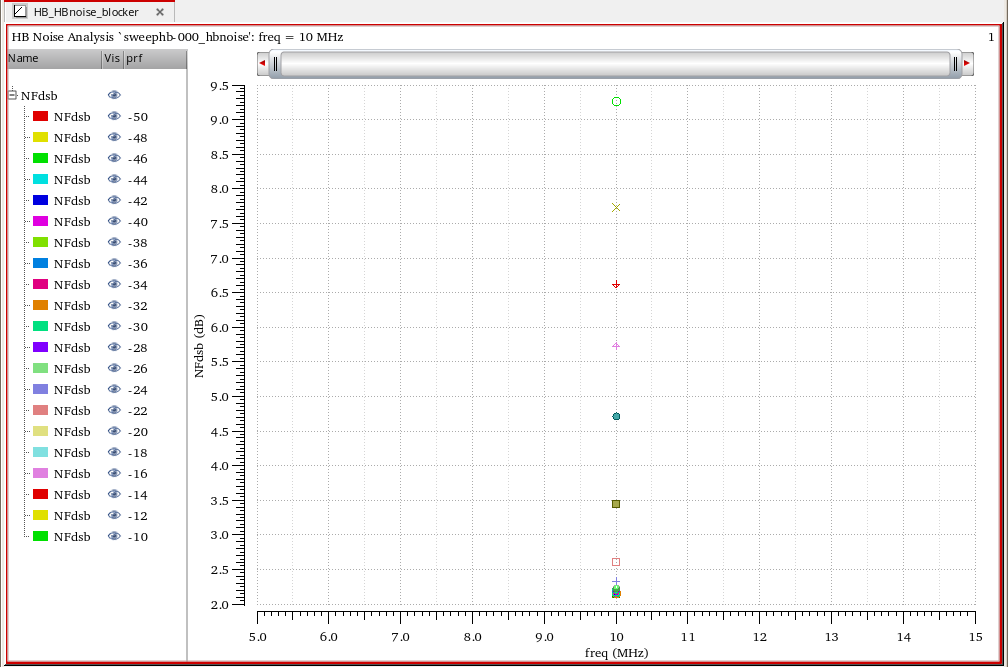 HB_HBnoise_blocker
HB Noise Analysis `sweephb-000_hbnoise': freq = 10 MHz
1
Name Vis prf
NFdsb
NFdsb -50
NFdsb -48
NFdsb -46
NFdsb -44
NFdsb -42
NFdsb -40
NFdsb -38
NFdsb -36
NFdsb -34
NFdsb -32
NFdsb -30
NFdsb -28
NFdsb -26
NFdsb -24
NFdsb -22
NFdsb -20
NFdsb -18
NFdsb -16
NFdsb -14
NFdsb -12
NFdsb -10
NFdsb (dB)
9.5
9.0
8.5
8.0
7.5
7.0
6.5
6.0
5.5
5.0
4.5
4.0
3.5
3.0
2.5
2.0
5.0 6.0 7.0 8.0 9.0 10 11 12 13 14 15
freq (MHz)